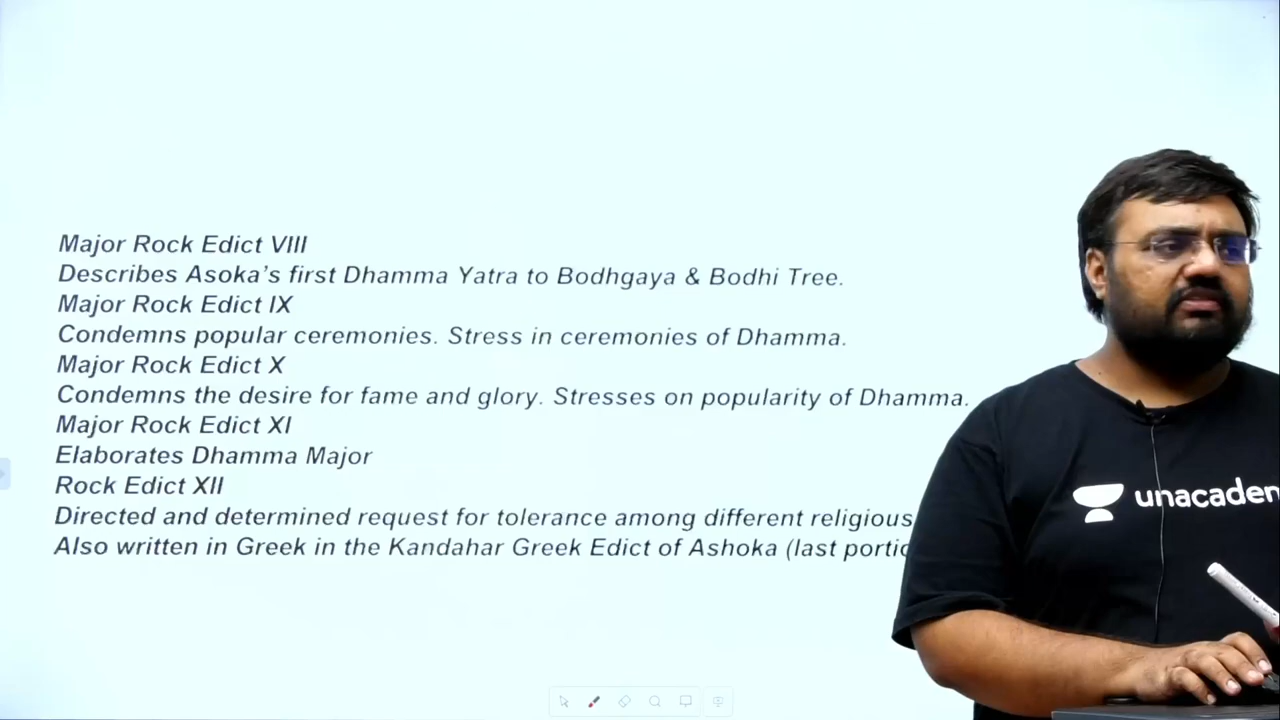 Major Rock Edict VIII
Describes Asoka's first Dhamma Yatra to Bodhgaya & Bodhi Tree.
Major Rock Edict IX
Condemns popular ceremonies. Stress in ceremonies of Dhamma.
Major Rock Edict X
Condemns the desire for fame and glory. Stresses on popularity of Dhamma.
Major Rock Edict XI
Elaborates Dhamma Major
Rock Edict XII
Directed and determined request for tolerance among different religious
Also written in Greek in the Kandahar Greek Edict of Ashoka (last portio
unacadem